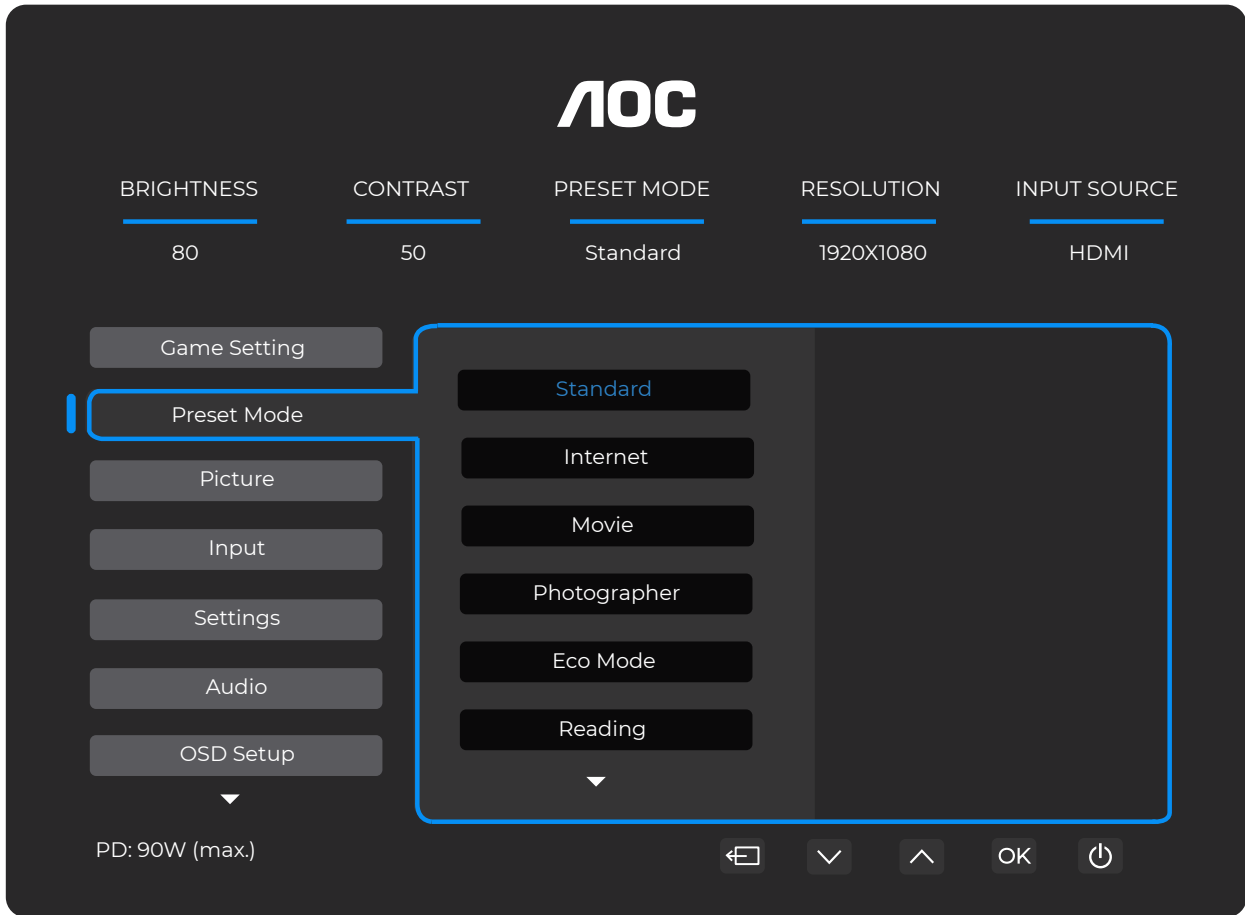 AOC
BRIGHTNESS CONTRAST PRESET MODE RESOLUTION INPUT SOURCE
80 50 Standard 1920X1080 HDMI
Game Setting
Preset Mode
Picture
Input
Settings
Audio
OSD Setup
Standard
Internet
Movie
Photographer
Eco Mode
Reading
PD: 90W (max.)
OK